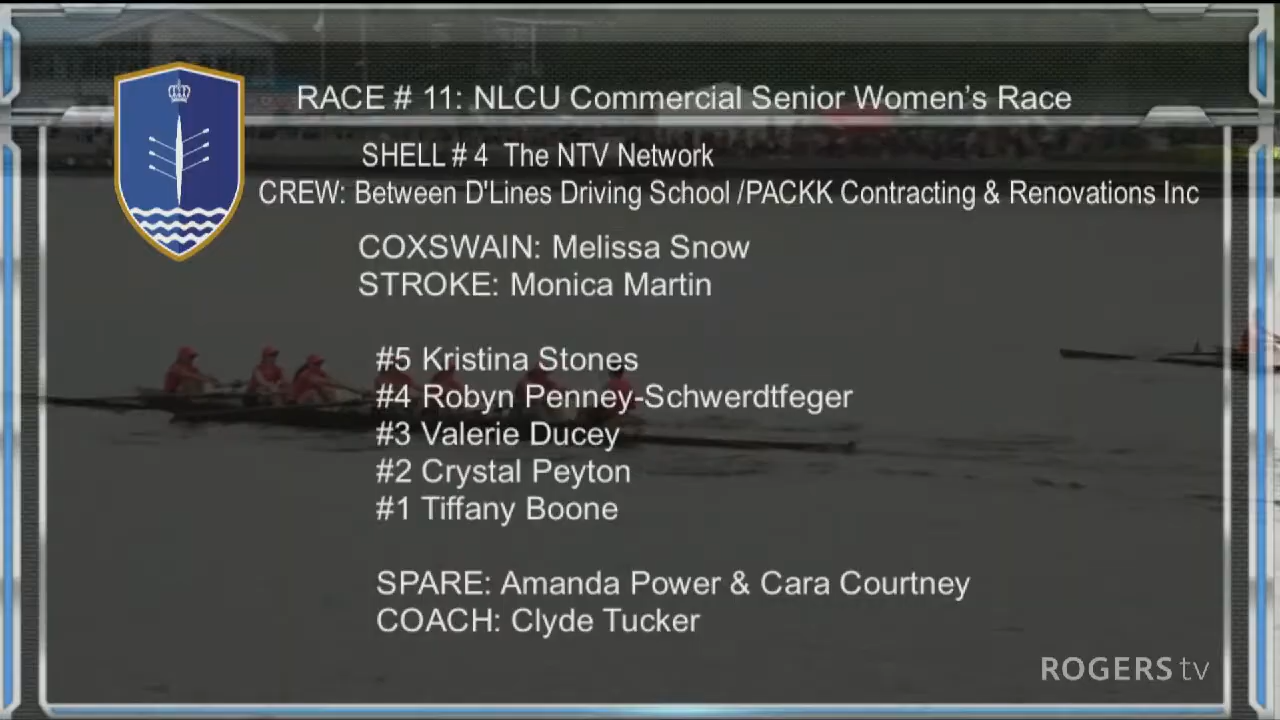 RACE # 11: NLCU Commercial Senior Women's Race
SHELL # 4 The NTV Network
CREW: Between D'Lines Driving School /PACKK Contracting & Renovations Inc
COXSWAIN: Melissa Snow
STROKE: Monica Martin
#5 Kristina Stones
#4 Robyn Penney-Schwerdtfeger
#3 Valerie Ducey
#2 Crystal Peyton
#1 Tiffany Boone
SPARE: Amanda Power & Cara Courtney
COACH: Clyde Tucker
ROGERS tv